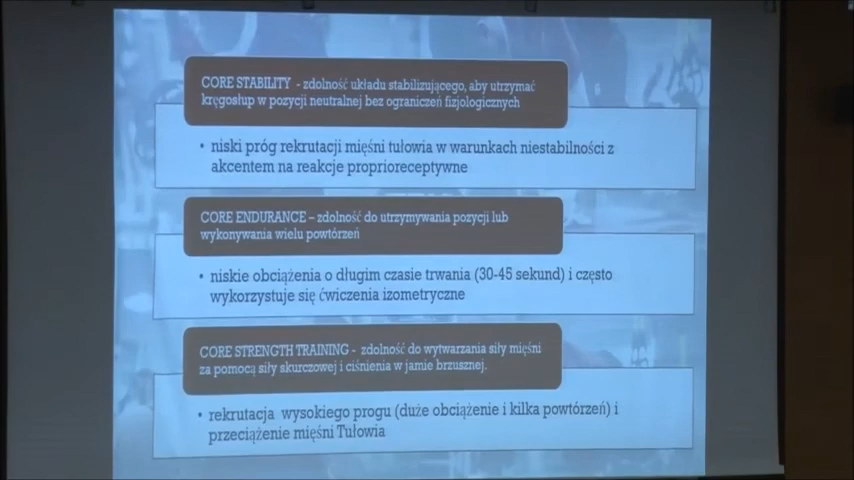 CORE STABILITY - zdolność układu stabilizującego, aby utrzymać
kręgosłup w pozycji neutralnej bez ograniczeń fizjologicznych
• niski próg rekrutacji mięśni tułowia w warunkach niestabilności z
akcentem na reakcje proprioreceptywne
CORE ENDURANCE – zdolność do utrzymywania pozycji lub
wykonywania wielu powtórzeń
• niskie obciążenia o długim czasie trwania (30-45 sekund) i często
wykorzystuje się ćwiczenia izometryczne
CORE STRENGTH TRAINING - zdolność do wytwarzania siły mięśni
za pomocą siły skurczowej i ciśnienia w jamie brzusznej.
• rekrutacja wysokiego progu (duże obciążenie i kilka powtórzeń) i
przeciążenie mięśni Tułowia